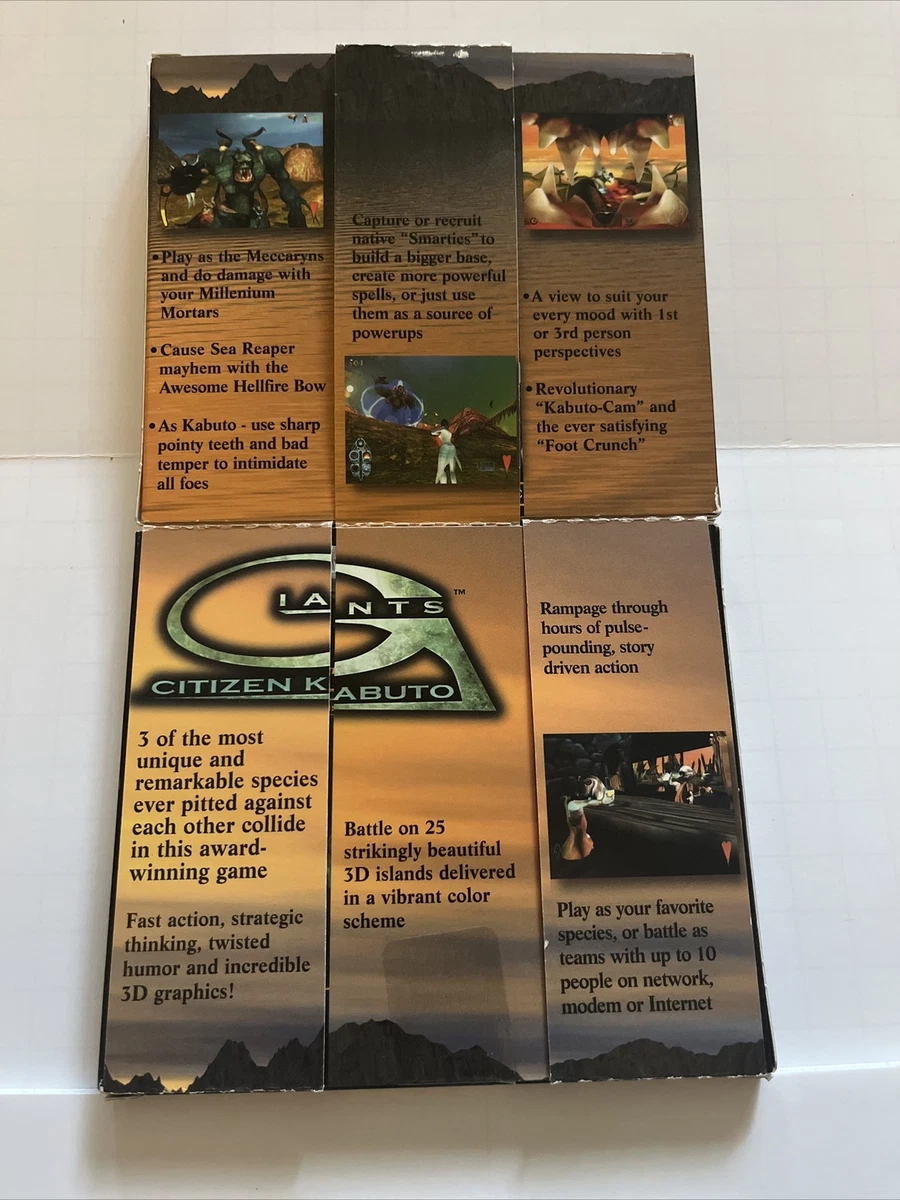 •Play as the Meccaryns
and do damage with
your Millenium
Mortars
•Cause Sea Reaper
mayhem with the
Awesome Hellfire Bow
•As Kabuto - use sharp
pointy teeth and bad
temper to intimidate
all foes
Capture or recruit
native “Smarties” to
build a bigger base,
create more powerful
spells, or just use
them as a source of
powerups
•A view to suit your
every mood with 1st
or 3rd person
perspectives
•Revolutionary
“Kabuto-Cam” and
the ever satisfying
“Foot Crunch”
GIANTS™
CITIZEN KABUTO
3 of the most
unique and
remarkable species
ever pitted against
each other collide
in this award-
winning game
Fast action, strategic
thinking, twisted
humor and incredible
3D graphics!
Battle on 25
strikingly beautiful
3D islands delivered
in a vibrant color
scheme
Rampage through
hours of pulse-
pounding, story
driven action
Play as your favorite
species, or battle as
teams with up to 10
people on network,
modem or Internet